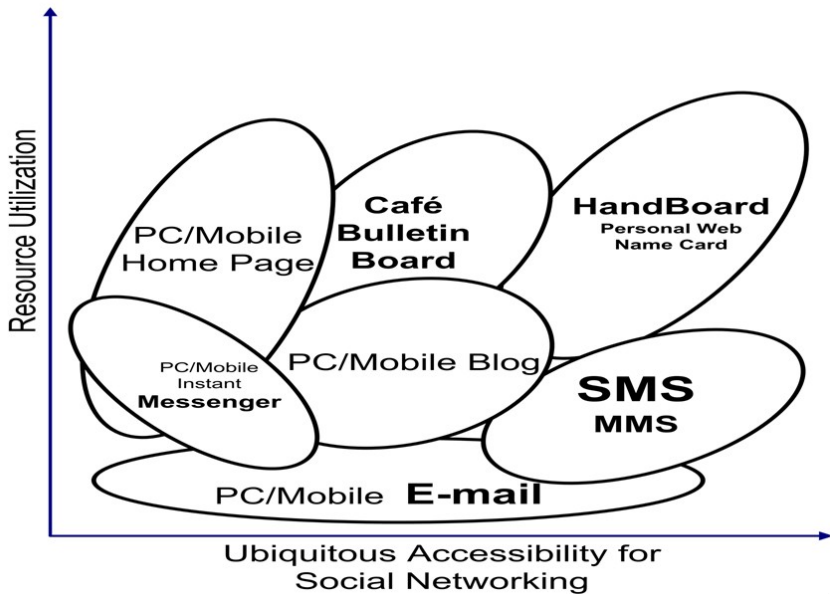 Resource Utilization
PC/Mobile
Home Page
Café
Bulletin
Board
HandBoard
Personal Web
Name Card
PC/Mobile
Instant
Messenger
PC/Mobile Blog
SMS
MMS
PC/Mobile E-mail
Ubiquitous Accessibility for
Social Networking